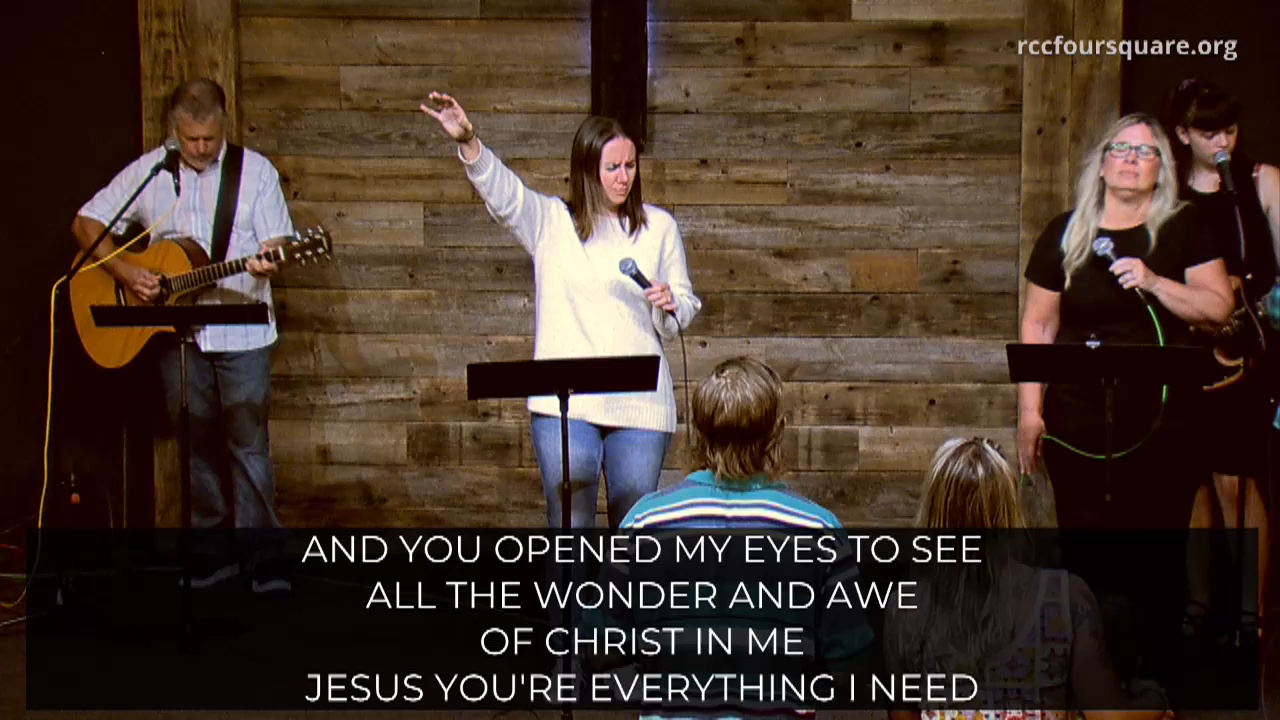 rccfoursquare.org
AND YOU OPENED MY EYES TO SEE
ALL THE WONDER AND AWE
OF CHRIST IN ME
JESUS YOU'RE EVERYTHING I NEED